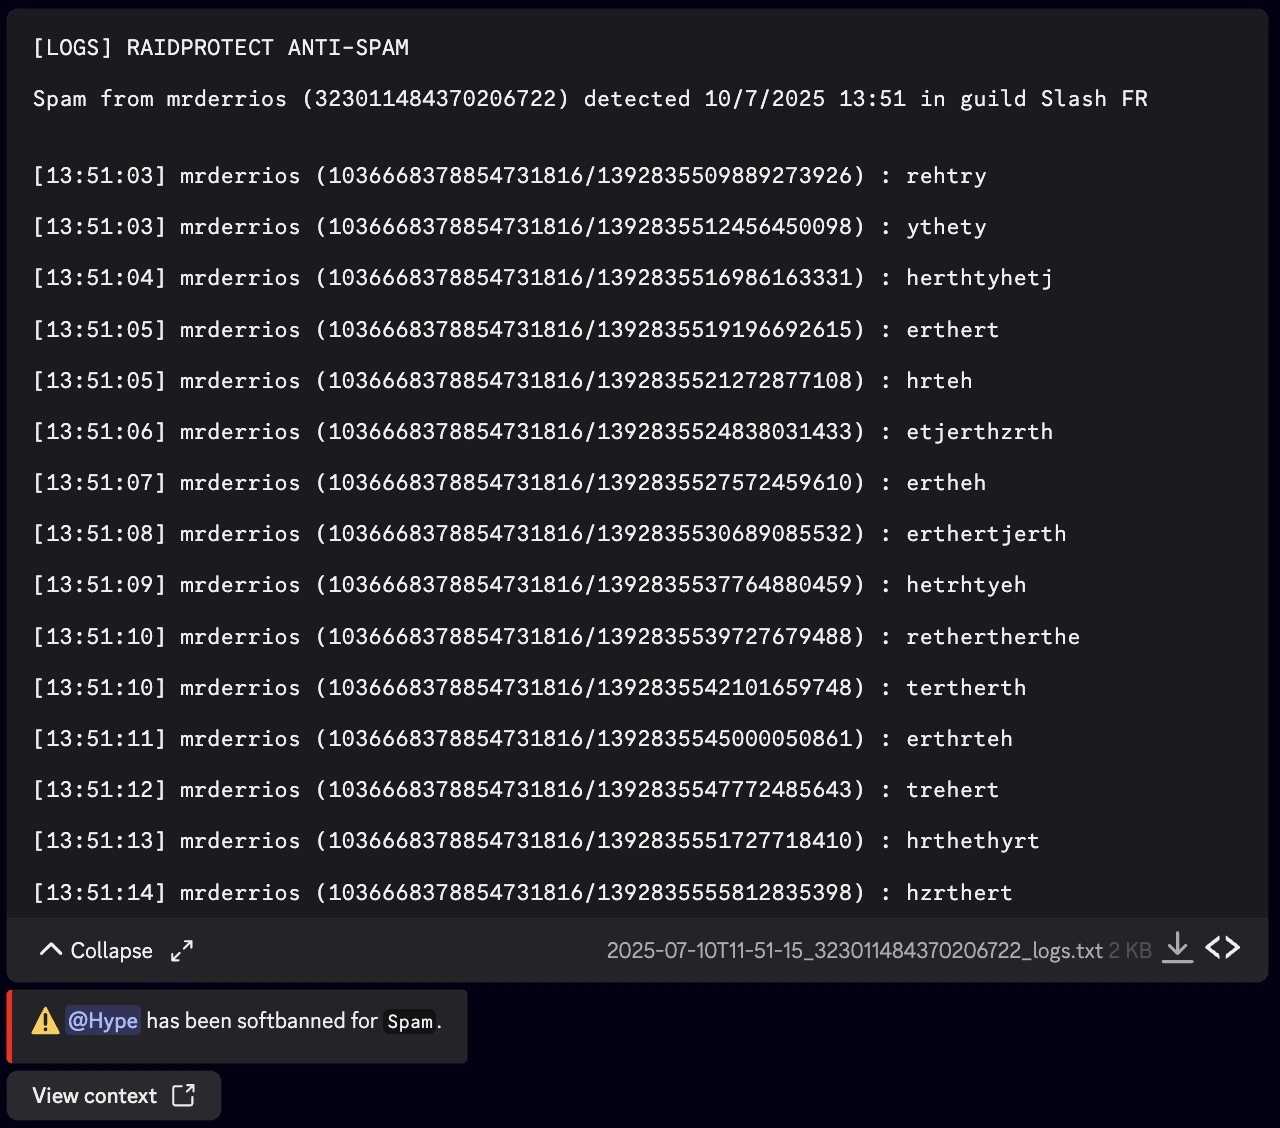 [LOGS] RAIDPROTECT ANTI-SPAM
Spam from mrderrios (323011484370206722) detected 10/7/2025 13:51 in guild Slash FR
[13:51:03] mrderrios (1036668378854731816/1392835509889273926) : rehtry
[13:51:03] mrderrios (1036668378854731816/1392835512456450098) : ythety
[13:51:04] mrderrios (1036668378854731816/1392835516986163331) : herthtyhetj
[13:51:05] mrderrios (1036668378854731816/1392835519196692615) : erthert
[13:51:05] mrderrios (1036668378854731816/1392835521272877108) : hrteh
[13:51:06] mrderrios (1036668378854731816/1392835524838031433) : etjerthzrth
[13:51:07] mrderrios (1036668378854731816/1392835527572459610) : ertheh
[13:51:08] mrderrios (1036668378854731816/1392835530689085532) : erthertjerth
[13:51:09] mrderrios (1036668378854731816/1392835537764880459) : hetrhtyeh
[13:51:10] mrderrios (1036668378854731816/1392835539727679488) : rethertherthe
[13:51:10] mrderrios (1036668378854731816/1392835542101659748) : tertherth
[13:51:11] mrderrios (1036668378854731816/1392835545000050861) : erthrteh
[13:51:12] mrderrios (1036668378854731816/1392835547772485643) : trehert
[13:51:13] mrderrios (1036668378854731816/1392835551727718410) : hrthethyrt
[13:51:14] mrderrios (1036668378854731816/1392835555812835398) : hzrthert
Collapse 2025-07-10T11-51-15_323011484370206722_logs.txt 2 KB
@Hype has been softbanned for Spam.
View context